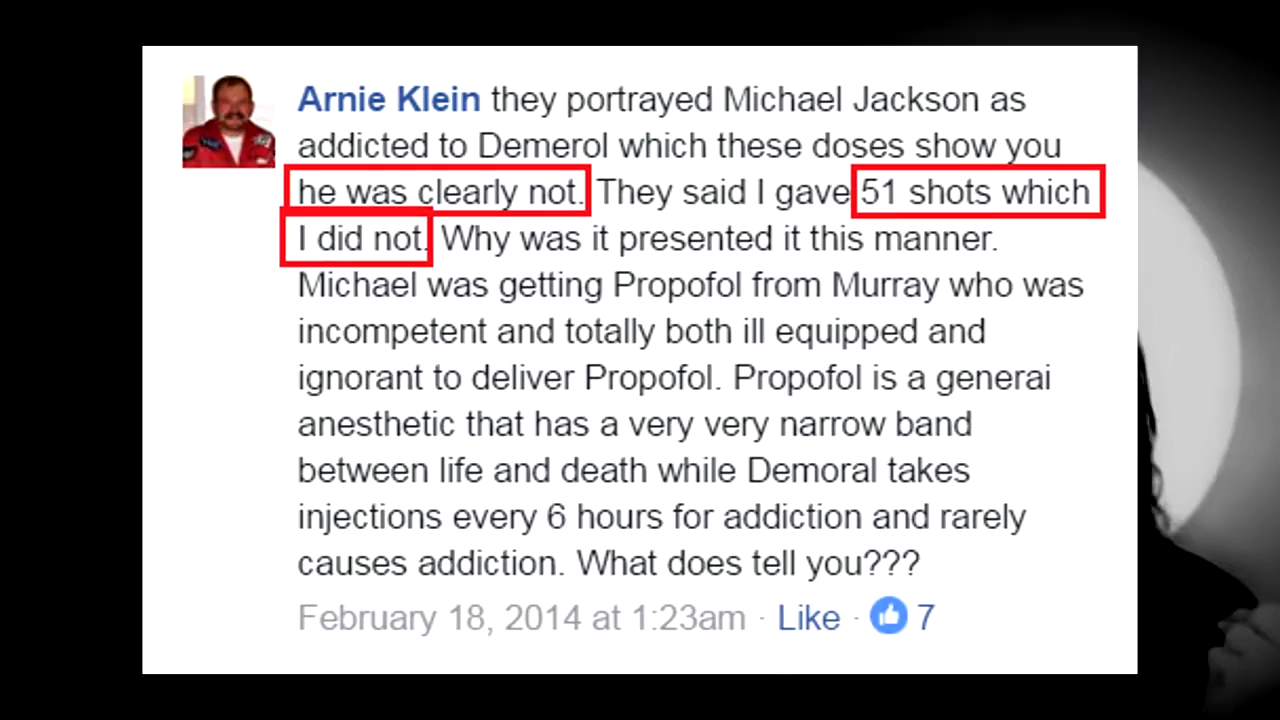 Arnie Klein they portrayed Michael Jackson as
addicted to Demerol which these doses show you
he was clearly not. They said I gave 51 shots which
I did not. Why was it presented it this manner.
Michael was getting Propofol from Murray who was
incompetent and totally both ill equipped and
ignorant to deliver Propofol. Propofol is a generai
anesthetic that has a very very narrow band
between life and death while Demoral takes
injections every 6 hours for addiction and rarely
causes addiction. What does tell you???
February 18, 2014 at 1:23am · Like · 7